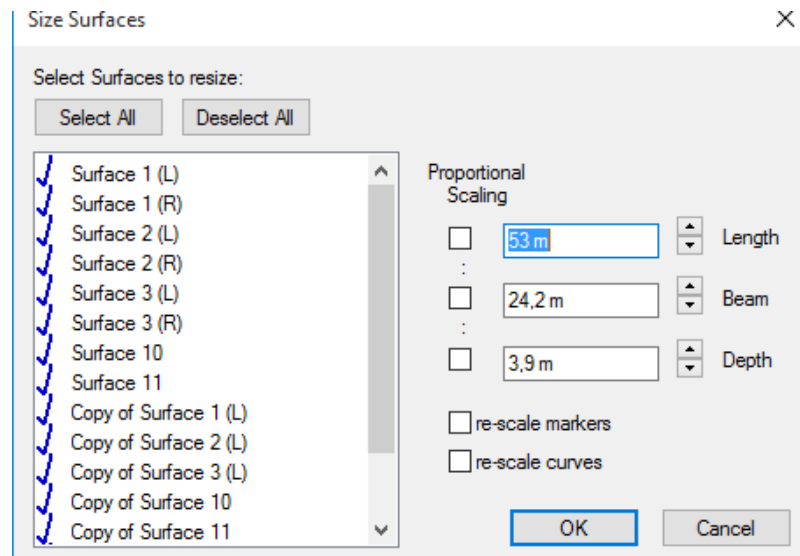 Size Surfaces
Select Surfaces to resize:
Select All
Deselect All
Surface 1 (L)
Surface 1 (R)
Surface 2 (L)
Surface 2 (R)
Surface 3 (L)
Surface 3 (R)
Surface 10
Surface 11
Copy of Surface 1 (L)
Copy of Surface 2 (L)
Copy of Surface 3 (L)
Copy of Surface 10
Copy of Surface 11
Proportional
Scaling
53 m
Length
:
24,2 m
Beam
:
3,9 m
Depth
re-scale markers
re-scale curves
OK
Cancel